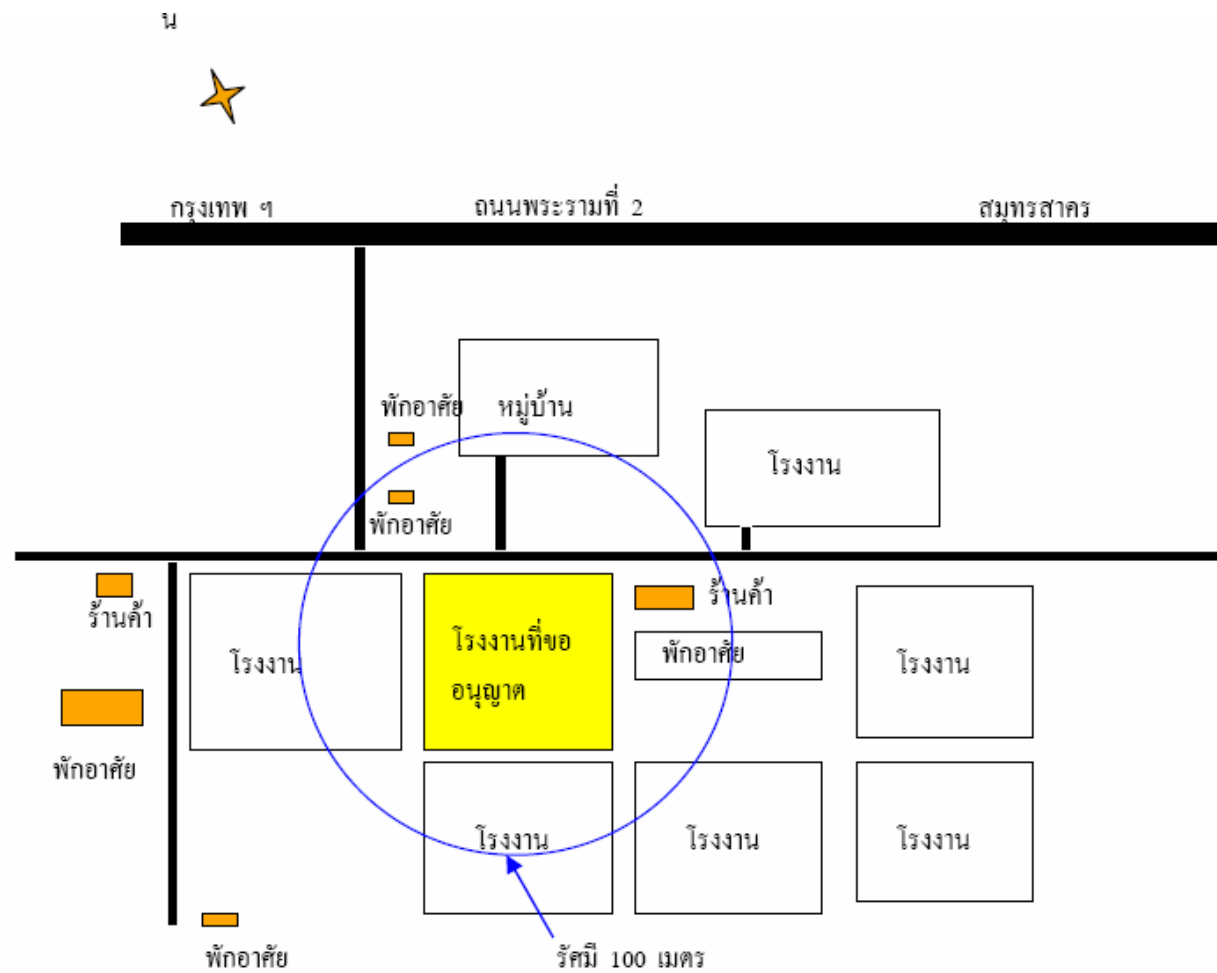 น
กรุงเทพ ฯ
ถนนพระรามที่ 2
สมุทรสาคร
พักอาศัย
หมู่บ้าน
โรงงาน
พักอาศัย
ร้านค้า
ร้านค้า
โรงงาน
โรงงานที่ขอ
อนุญาต
พักอาศัย
โรงงาน
พักอาศัย
โรงงาน
โรงงาน
โรงงาน
พักอาศัย
รัศมี 100 เมตร